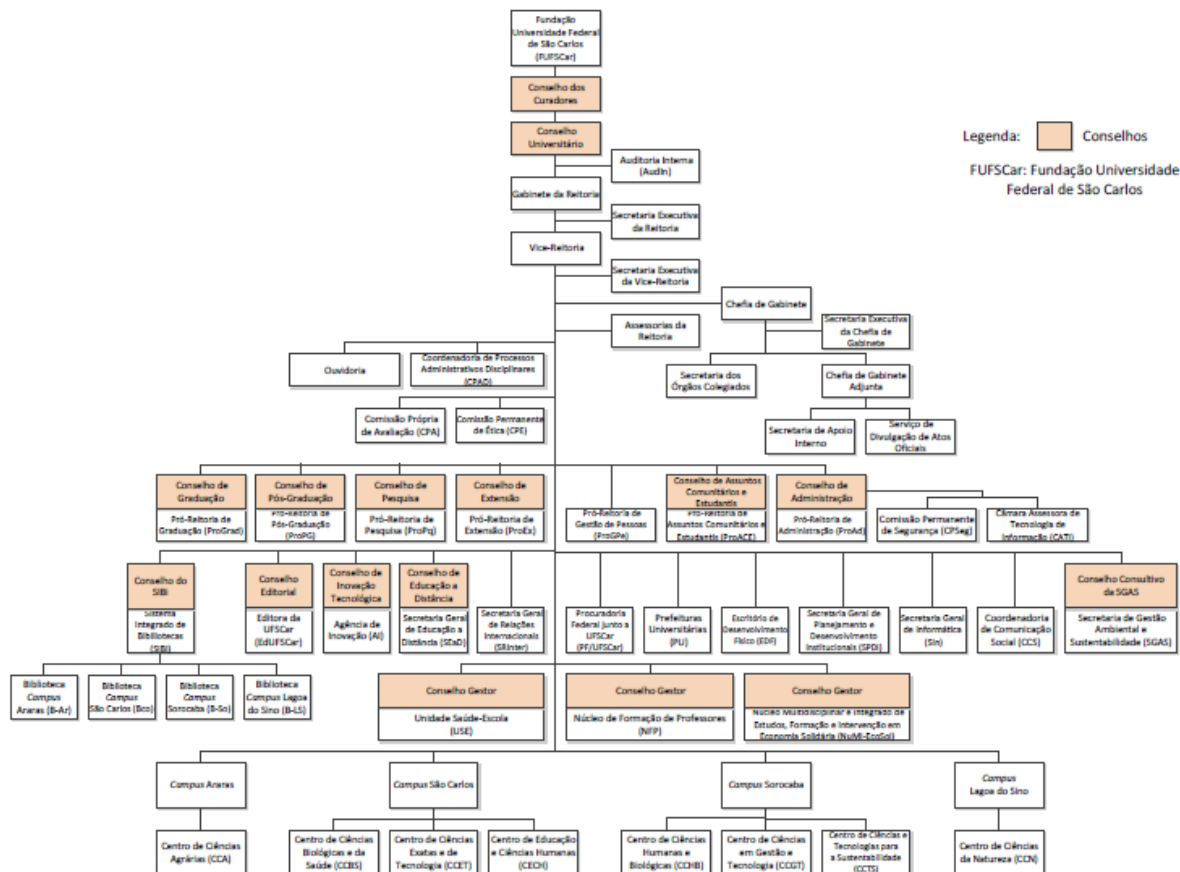 Fundação
Universidade Federal
de São Carlos
(FUFSCar)
Conselho dos
Curadores
Conselho
Universitário
Legenda:
Conselhos
FUFSCar: Fundação Universidade
Federal de São Carlos
Auditoria Interna
(AudIn)
Gabinete da Reitoria
Secretaria Executiva
da Reitoria
Vice-Reitoria
Secretaria Executiva
da Vice-Reitoria
Chefia de Gabinete
Assessorias da
Reitoria
Secretaria Executiva
da Chefia de
Gabinete
Ouvidoria
Coordenadoria de Processos
Administrativos Disciplinares
(CPAD)
Secretaria dos
Órgãos Colegiados
Chefia de Gabinete
Adjunta
Comissão Própria
de Avaliação (CPA)
Comissão Permanente
de Ética (CPE)
Secretaria de Apoio
Interno
Serviço de
Divulgação de Atos
Oficiais
Conselho de
Graduação
Pró-Reitoria de
Graduação (ProGrad)
Conselho de
Pós-Graduação
Pró-Reitoria de
Pós-Graduação
(ProPG)
Conselho de
Pesquisa
Pró-Reitoria de
Pesquisa (ProPq)
Conselho de
Extensão
Pró-Reitoria de
Extensão (ProEx)
Pró-Reitoria de
Gestão de Pessoas
(ProGPe)
Conselho de Assuntos
Comunitários e
Estudantis
Pró-Reitoria de
Assuntos Comunitários e
Estudantis (ProACE)
Conselho de
Administração
Pró-Reitoria de
Administração (ProAd)
Comissão Permanente
de Segurança (CPSeg)
Câmara Assessora de
Tecnologia de
Informação (CATI)
Conselho do
SIBi
Sistema
Integrado de
Bibliotecas
(SIBi)
Conselho
Editorial
Editora da
UFSCar
(EdUFSCar)
Conselho de
Inovação
Tecnológica
Agência de
Inovação (AI)
Conselho de
Educação a
Distância
Secretaria Geral
de Educação a
Distância (SEaD)
Secretaria Geral
de Relações
Internacionais
(SRInter)
Procuradoria
Federal junto a
UFSCar
(PF/UFSCar)
Prefeituras
Universitárias
(PU)
Escritório de
Desenvolvimento
Físico (EDF)
Secretaria Geral de
Planejamento e
Desenvolvimento
Institucionais (SPDI)
Secretaria Geral
de Informática
(SIn)
Coordenadoria
de Comunicação
Social (CCS)
Conselho Consultivo
da SGAS
Secretaria de Gestão
Ambiental e
Sustentabilidade (SGAS)
Biblioteca
Campus
Araras (B-Ar)
Biblioteca
Campus
São Carlos (Bco)
Biblioteca
Campus
Sorocaba (B-So)
Biblioteca
Campus Lagoa
do Sino (B-LS)
Conselho Gestor
Unidade Saúde-Escola
(USE)
Conselho Gestor
Núcleo de Formação de Professores
(NFP)
Conselho Gestor
Núcleo Multidisciplinar e Integrado de
Estudos, Formação e Intervenção em
Economia Solidária (NuMI-EcoSol)
Campus Araras
Campus São Carlos
Campus Sorocaba
Campus
Lagoa do Sino
Centro de Ciências
Agrárias (CCA)
Centro de Ciências
Biológicas e da
Saúde (CCBS)
Centro de Ciências
Exatas e de
Tecnologia (CCET)
Centro de Educação
e Ciências Humanas
(CECH)
Centro de Ciências
Humanas e
Biológicas (CCHB)
Centro de Ciências
em Gestão e
Tecnologia (CCGT)
Centro de Ciências e
Tecnologias para
a Sustentabilidade
(CCTS)
Centro de Ciências
da Natureza (CCN)